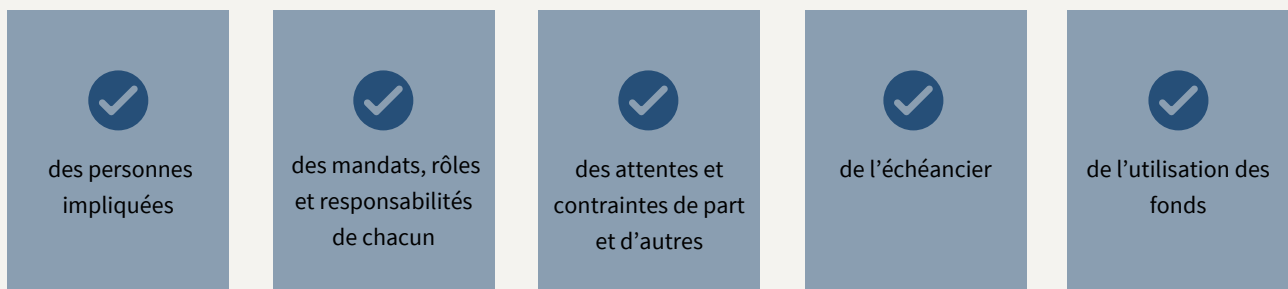 des personnes
impliquées
des mandats, rôles
et responsabilités
de chacun
des attentes et
contraintes de part
et d’autres
de l’échéancier
de l’utilisation des
fonds